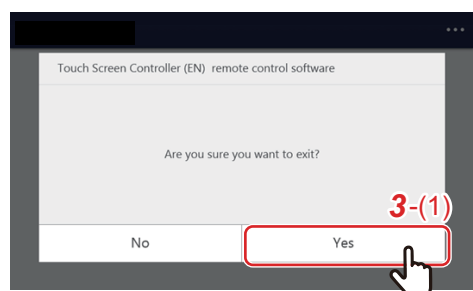 ...
Touch Screen Controller (EN) remote control software
Are you sure you want to exit?
3-(1)
No Yes